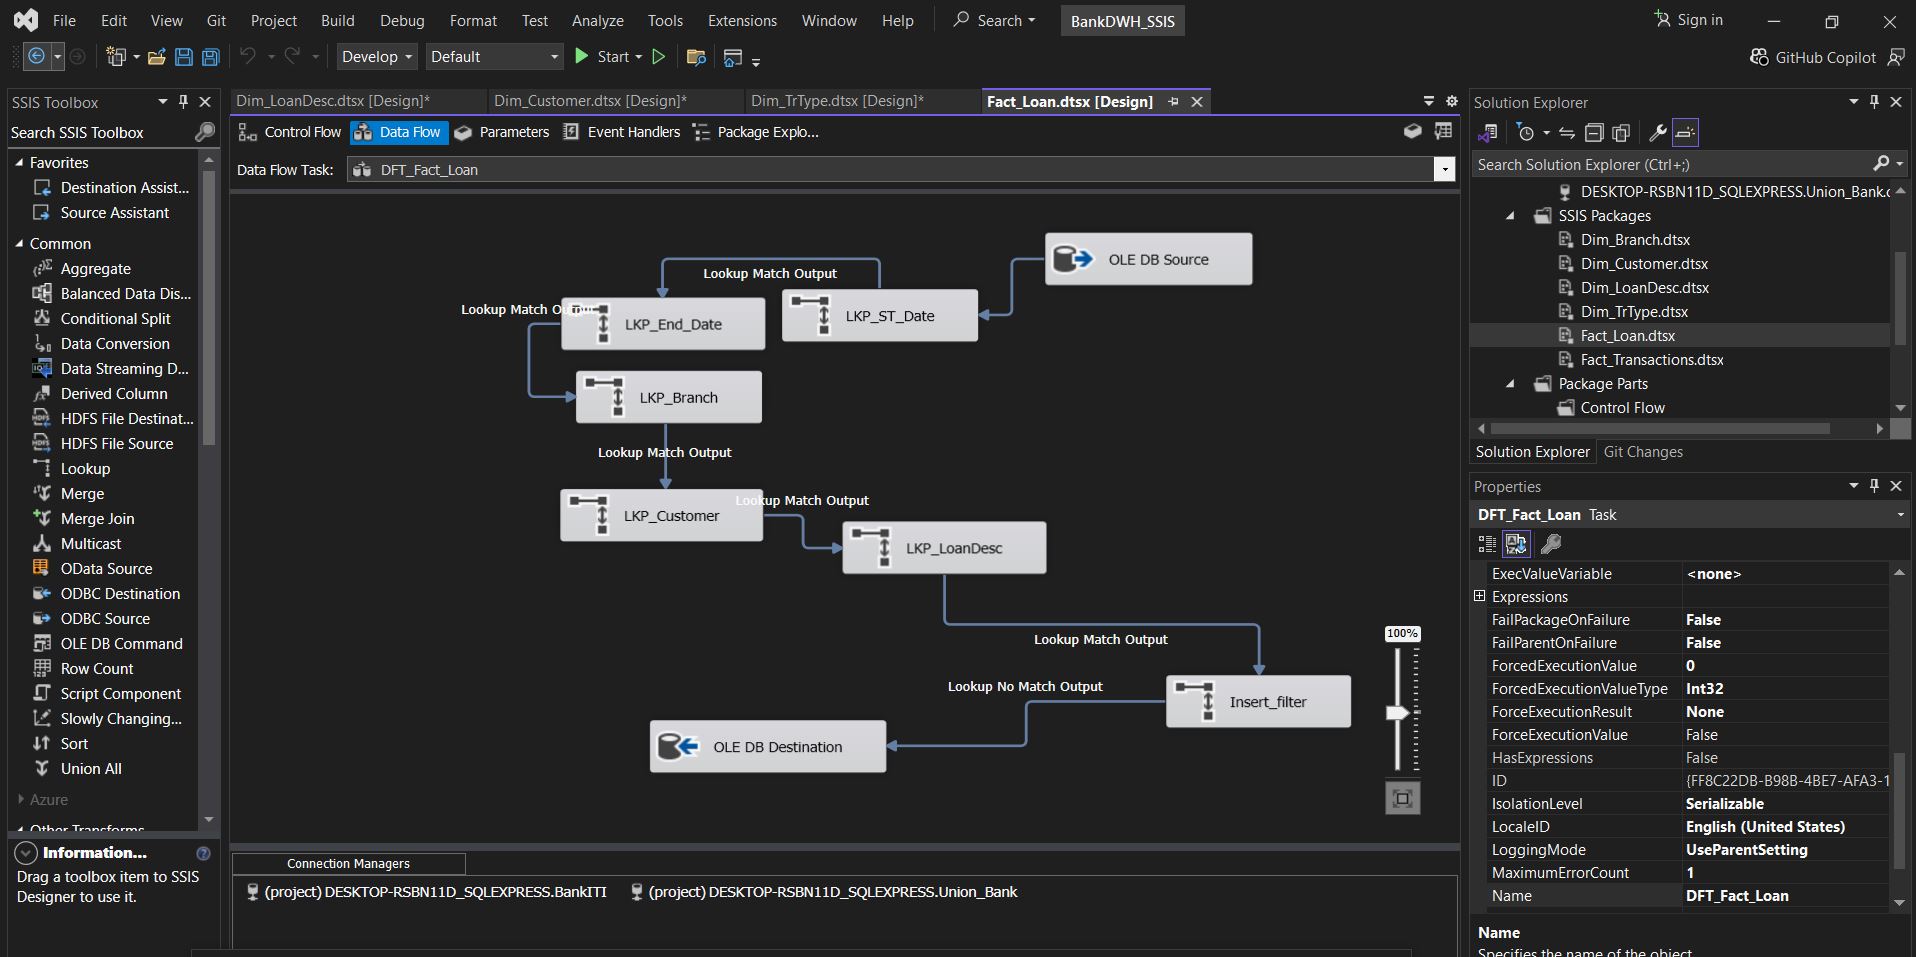 File Edit View Git Project Build Debug Format Test Analyze Tools Extensions Window Help Search BankDWH_SSIS Sign in
Develop Default Start GitHub Copilot
SSIS Toolbox
Search SSIS Toolbox
Favorites
Destination Assist...
Source Assistant
Common
Aggregate
Balanced Data Dis...
Conditional Split
Data Conversion
Data Streaming D...
Derived Column
HDFS File Destinat...
HDFS File Source
Lookup
Merge
Merge Join
Multicast
OData Source
ODBC Destination
ODBC Source
OLE DB Command
Row Count
Script Component
Slowly Changing...
Sort
Union All
Azure
Other Transforms
Information...
Drag a toolbox item to SSIS
Designer to use it.
Dim_LoanDesc.dtsx [Design]* Dim_Customer.dtsx [Design]* Dim_TrType.dtsx [Design]* Fact_Loan.dtsx [Design]
Control Flow Data Flow Parameters Event Handlers Package Explo...
Data Flow Task: DFT_Fact_Loan
OLE DB Source
Lookup Match Output
LKP_ST_Date
Lookup Match Output
LKP_End_Date
LKP_Branch
Lookup Match Output
LKP_Customer
Lookup Match Output
LKP_LoanDesc
Lookup Match Output
Insert_filter
Lookup No Match Output
OLE DB Destination
100%
Connection Managers
(project) DESKTOP-RSBN11D_SQLEXPRESS.BankITI (project) DESKTOP-RSBN11D_SQLEXPRESS.Union_Bank
Solution Explorer
Search Solution Explorer (Ctrl+;)
DESKTOP-RSBN11D_SQLEXPRESS.Union_Bank.c
SSIS Packages
Dim_Branch.dtsx
Dim_Customer.dtsx
Dim_LoanDesc.dtsx
Dim_TrType.dtsx
Fact_Loan.dtsx
Fact_Transactions.dtsx
Package Parts
Control Flow
Solution Explorer Git Changes
Properties
DFT_Fact_Loan Task
ExecValueVariable <none>
Expressions
FailPackageOnFailure False
FailParentOnFailure False
ForcedExecutionValue 0
ForcedExecutionValueType Int32
ForceExecutionResult None
ForceExecutionValue False
HasExpressions False
ID {FF8C22DB-B98B-4BE7-AFA3-1
IsolationLevel Serializable
LocaleID English (United States)
LoggingMode UseParentSetting
MaximumErrorCount 1
Name DFT_Fact_Loan
Name
Specifies the name of the object.